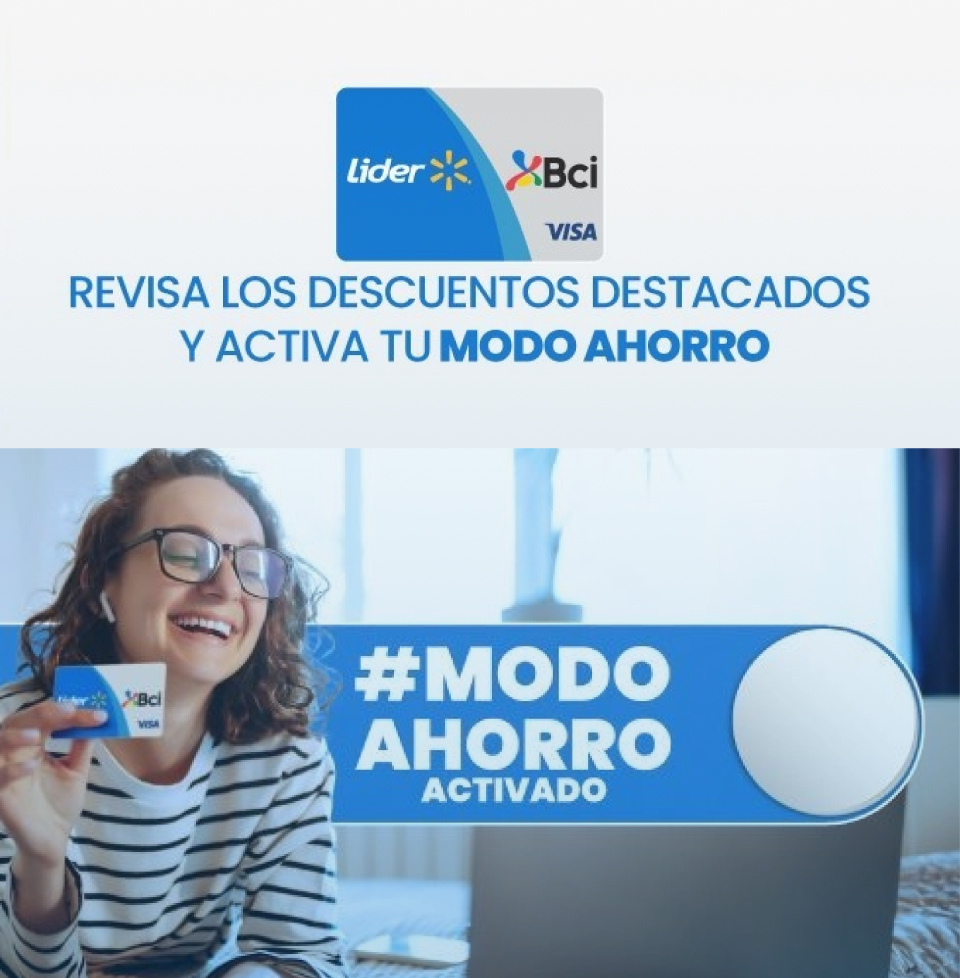 Lider Bci
VISA
REVISA LOS DESCUENTOS DESTACADOS
Y ACTIVA TU MODO AHORRO
#MODO
AHORRO
ACTIVADO
Lider Bci
VISA